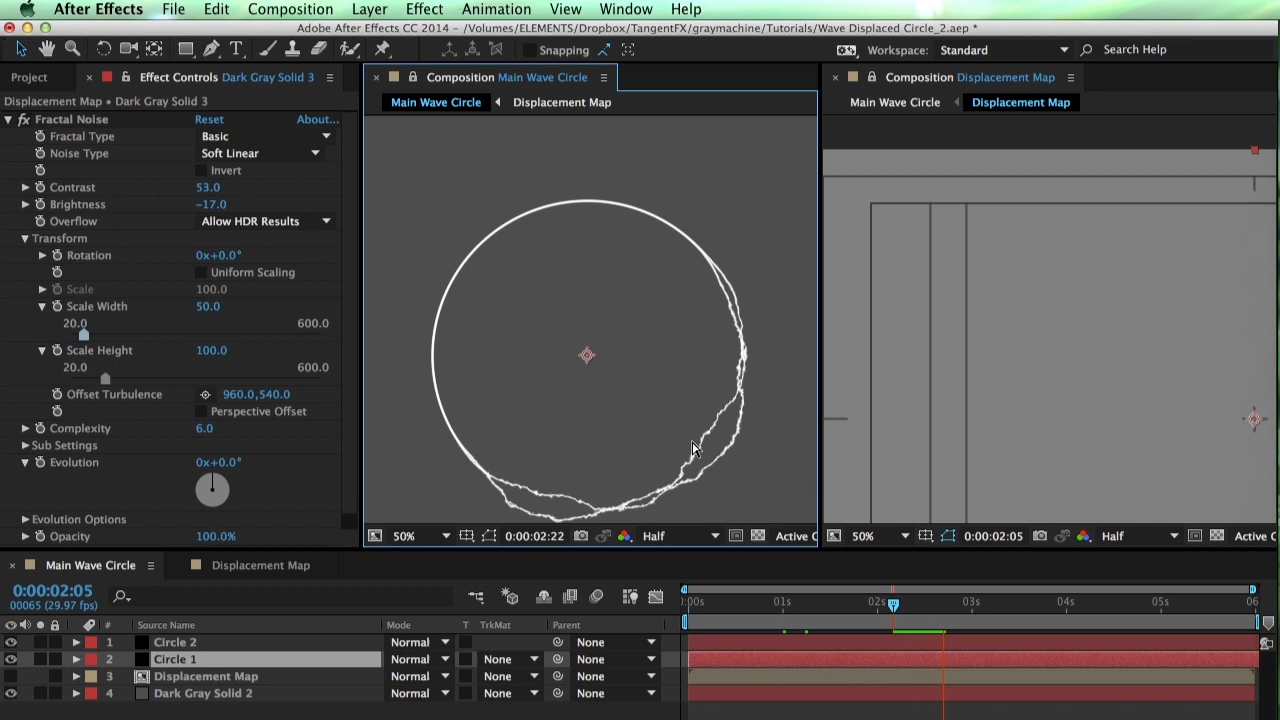 After Effects File Edit Composition Layer Effect Animation View Window Help
Adobe After Effects CC 2014 - /Volumes/ELEMENTS/Dropbox/TangentFX/graymachine/Tutorials/Wave Displaced Circle_2.aep *
Snapping Workspace: Standard Search Help
Project × Effect Controls Dark Gray Solid 3
× Composition Main Wave Circle
× Composition Displacement Map
Displacement Map • Dark Gray Solid 3
Main Wave Circle Displacement Map
Main Wave Circle Displacement Map
fx Fractal Noise Reset About...
Fractal Type Basic
Noise Type Soft Linear
Invert
Contrast 53.0
Brightness -17.0
Overflow Allow HDR Results
Transform
Rotation 0x+0.0°
Uniform Scaling
Scale 100.0
Scale Width 50.0
20.0 600.0
Scale Height 100.0
20.0 600.0
Offset Turbulence 960.0,540.0
Perspective Offset
Complexity 6.0
Sub Settings
Evolution 0x+0.0°
Evolution Options
Opacity 100.0%
50% 0:00:02:22 Half Active C
50% 0:00:02:05 Half Active C
× Main Wave Circle Displacement Map
0:00:02:05
00065 (29.97 fps)
:00s 01s 02s 03s 04s 05s 06
# Source Name Mode T TrkMat Parent
1 Circle 2 Normal None
2 Circle 1 Normal None None
3 Displacement Map Normal None None
4 Dark Gray Solid 2 Normal None None